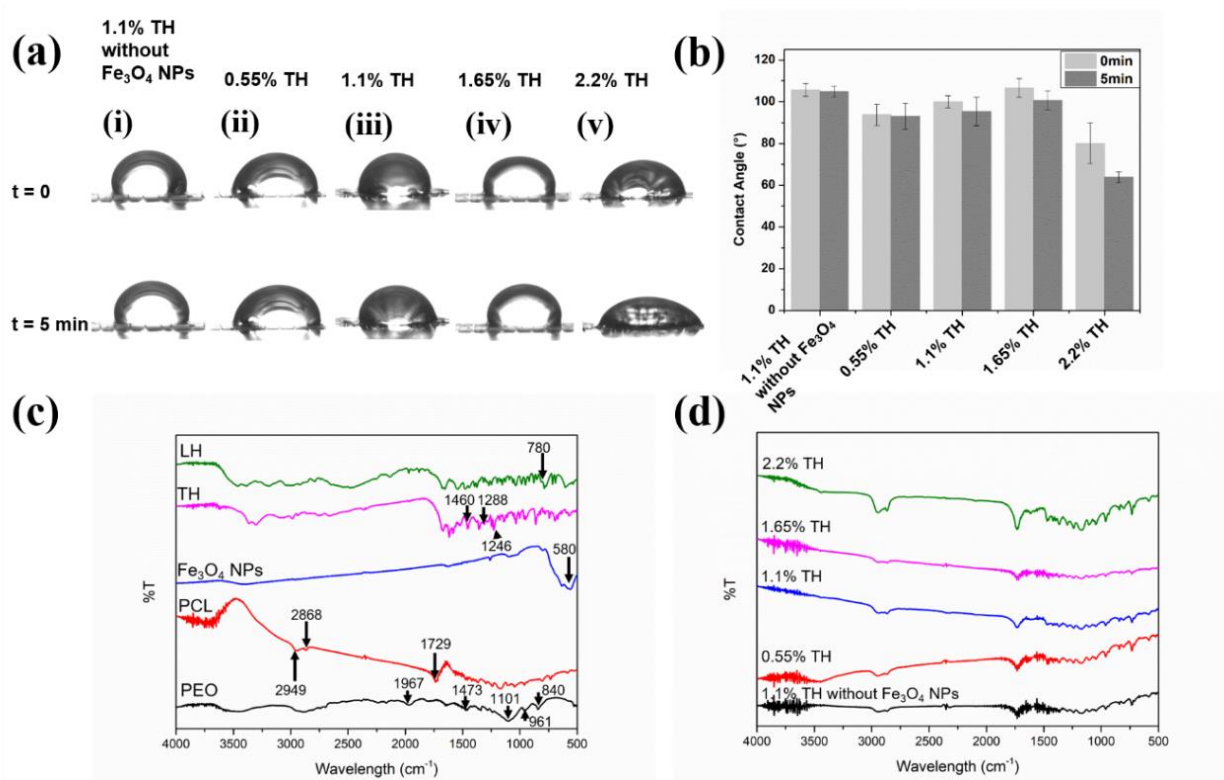 (a)
1.1% TH
without
Fe₃O₄ NPs
0.55% TH
1.1% TH
1.65% TH
2.2% TH
(i)
(ii)
(iii)
(iv)
(v)
t = 0
t = 5 min
(b)
Contact Angle (°)
120
100
80
60
40
20
0
0min
5min
1.1% TH
without Fe₃O₄
NPs
0.55% TH
1.1% TH
1.65% TH
2.2% TH
(c)
%T
LH
780
TH
1460
1288
1246
Fe₃O₄ NPs
580
PCL
2868
2949
1729
PEO
1967
1473
1101
961
840
4000 3500 3000 2500 2000 1500 1000 500
Wavelength (cm⁻¹)
(d)
%T
2.2% TH
1.65% TH
1.1% TH
0.55% TH
1.1% TH without Fe₃O₄ NPs
4000 3500 3000 2500 2000 1500 1000 500
Wavelength (cm⁻¹)